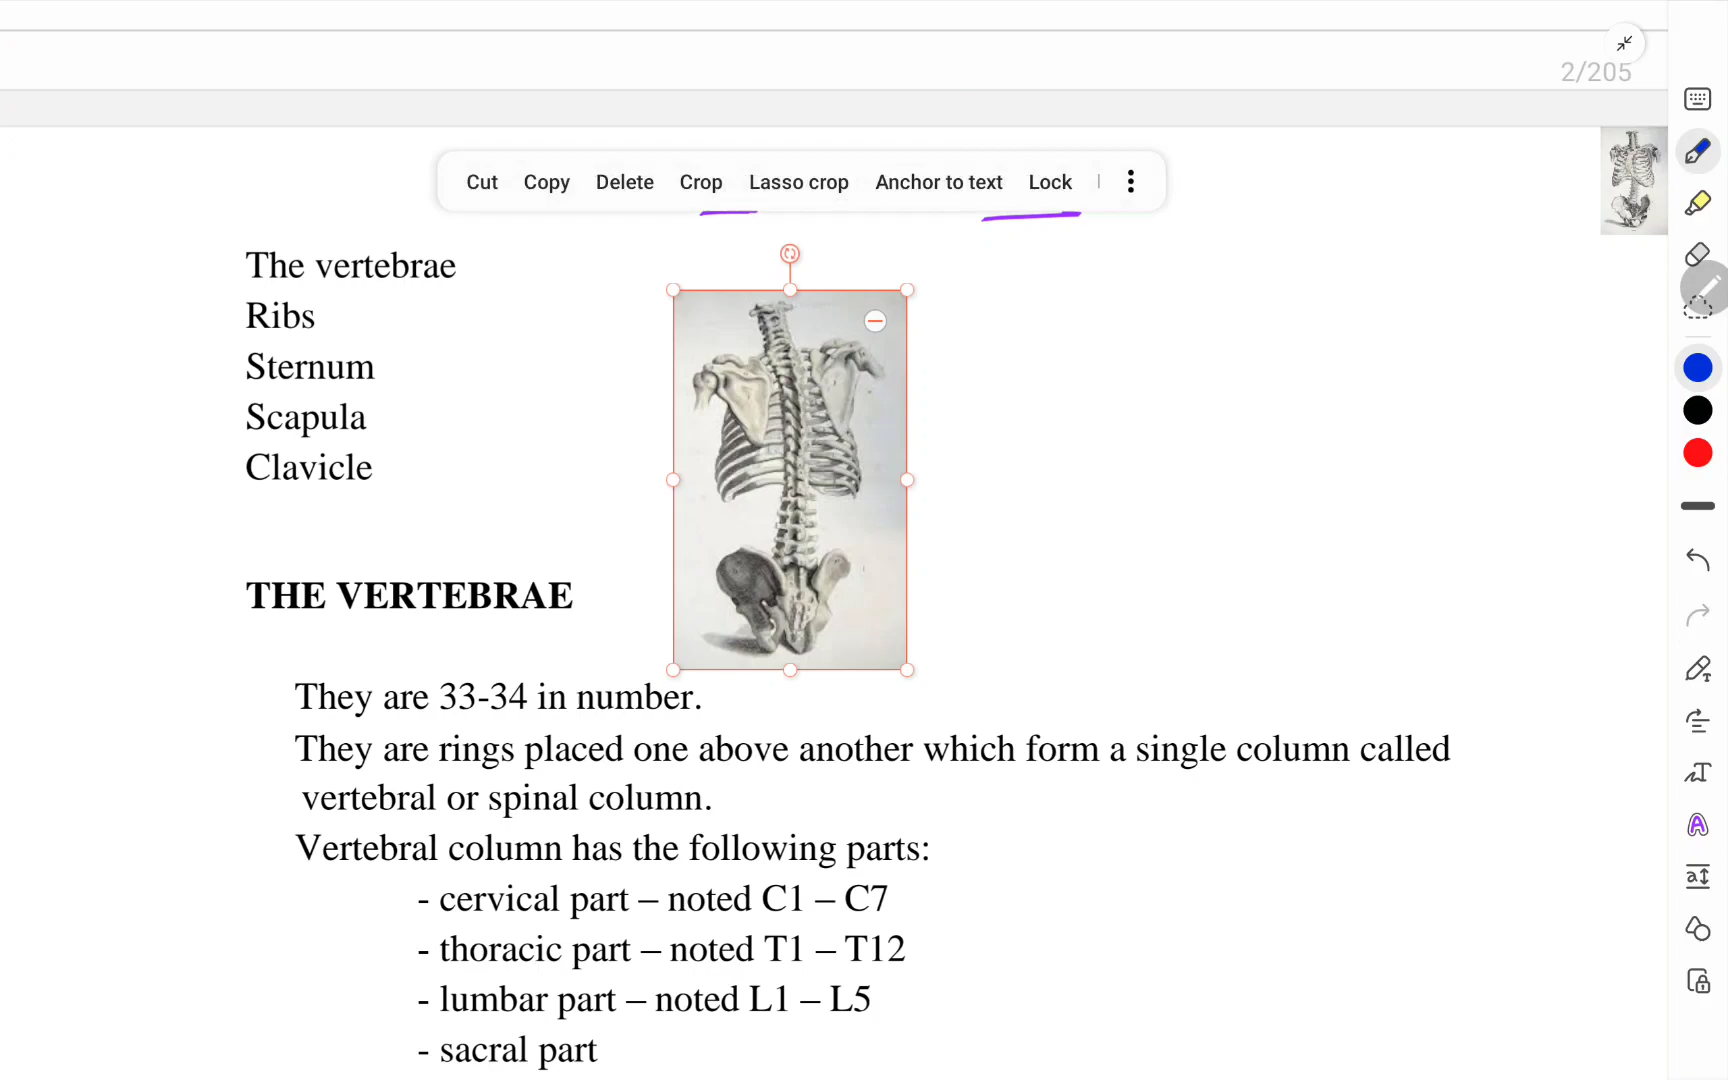 2/205
Cut Copy Delete Crop Lasso crop Anchor to text Lock
The vertebrae
Ribs
Sternum
Scapula
Clavicle
THE VERTEBRAE
They are 33-34 in number.
They are rings placed one above another which form a single column called
vertebral or spinal column.
Vertebral column has the following parts:
- cervical part – noted C1 – C7
- thoracic part – noted T1 – T12
- lumbar part – noted L1 – L5
- sacral part